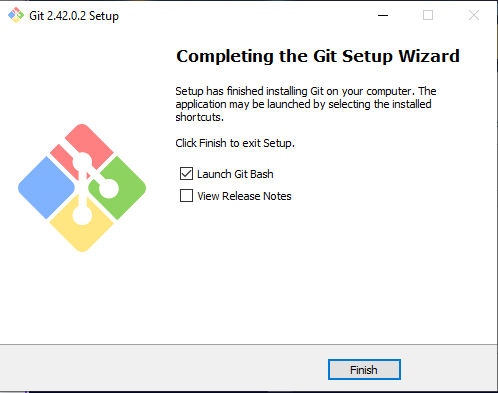 Git 2.42.0.2 Setup
Completing the Git Setup Wizard
Setup has finished installing Git on your computer. The
application may be launched by selecting the installed
shortcuts.
Click Finish to exit Setup.
Launch Git Bash
View Release Notes
Finish